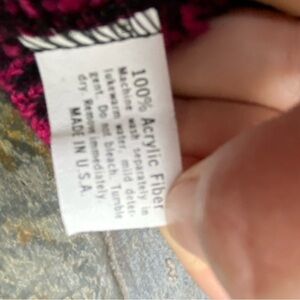 100% Acrylic Fiber
Machine wash separately in
lukewarm water, mild deter-
gent. Do not bleach. Tumble
dry. Remove immediately.
MADE IN U.S.A.